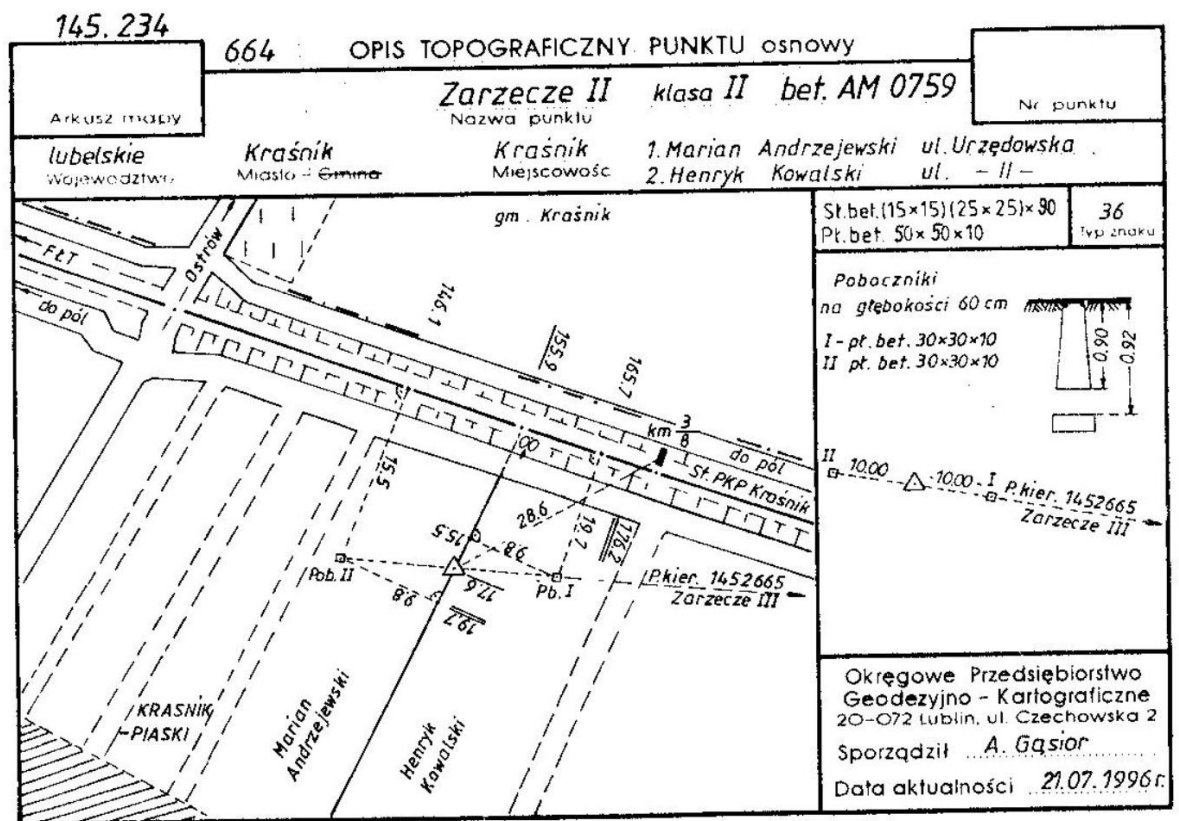 145.234
664 OPIS TOPOGRAFICZNY PUNKTU osnowy
Zarzecze II klasa II bet. AM 0759
Arkusz mapy
Nazwa punktu
Nr punktu
lubelskie Kraśnik Kraśnik 1. Marian Andrzejewski ul. Urzędowska
Województwo Miasto - Gmina Miejscowość 2. Henryk Kowalski ul. - II -
gm. Kraśnik
St.bet.(15×15)(25×25)×90
Pt.bet. 50×50×10
36
Typ znaku
FŁT
Ostrów
do pól
146.1
155.9
165.7
km 3/8
do pól
St. PKP Kraśnik
00
15.5
28.6
9.8
19.7
176.2
15.5
Pob. II
Pb. I
17.6
9.8
19.7
P.kier. 1452665
Zarzecze III
KRASNIK
-PIASKI
Marian
Andrzejewski
Henryk
Kowalski
Poboczniki
na głębokości 60 cm
I - pt. bet. 30×30×10
II pt. bet. 30×30×10
0,90
0,92
II 10.00 10.00 I P.kier. 1452665
Zarzecze III
Okręgowe Przedsiębiorstwo
Geodezyjno - Kartograficzne
20-072 Lublin, ul. Czechowska 2
Sporządził A. Gąsior
Data aktualności 21.07.1996 r.